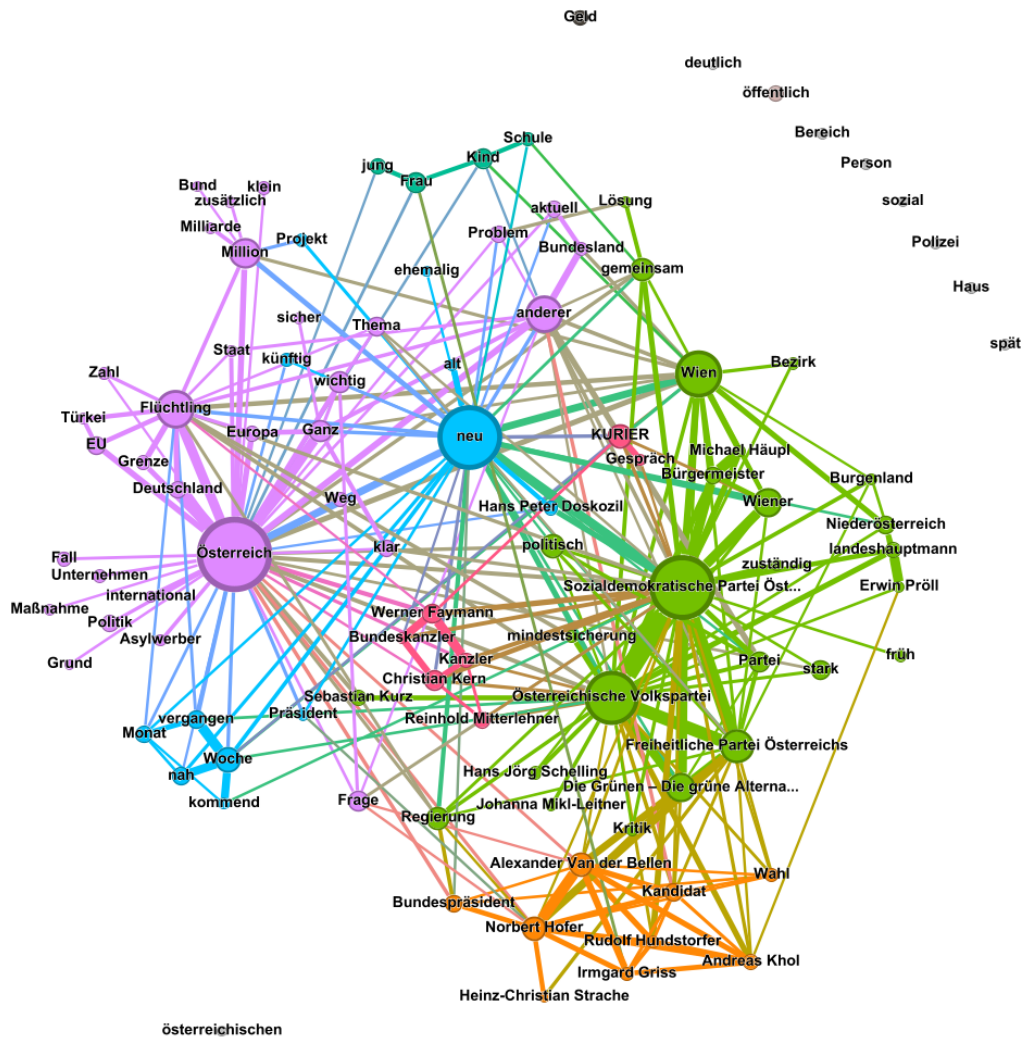 Geld
deutlich
öffentlich
Bereich
Schule
Kind
jung
Person
Frau
Bund
klein
zusätzlich
sozial
Lösung
aktuell
Milliarde
Problem
Projekt
Polizei
Bundesland
Million
gemeinsam
ehemalig
Haus
anderer
sicher
Thema
spät
Staat
künftig
alt
Bezirk
Zahl
wichtig
Wien
Flüchtling
Türkei
Europa
Ganz
neu
KURIER
EU
Michael Häupl
Gespräch
Grenze
Bürgermeister
Burgenland
Deutschland
Weg
Wiener
Hans Peter Doskozil
Niederösterreich
klar
politisch
landeshauptmann
Österreich
Fall
zuständig
Unternehmen
Sozialdemokratische Partei Öst...
Erwin Pröll
international
Maßnahme
Werner Faymann
Politik
Bundeskanzler
mindestsicherung
Asylwerber
Kanzler
Partei
früh
Grund
stark
Christian Kern
Sebastian Kurz
Österreichische Volkspartei
vergangen
Präsident
Reinhold Mitterlehner
Monat
Freiheitliche Partei Österreichs
Woche
Hans Jörg Schelling
nah
Die Grünen – Die grüne Alterna...
kommend
Frage
Johanna Mikl-Leitner
Regierung
Kritik
Alexander Van der Bellen
Wahl
Kandidat
Bundespräsident
Norbert Hofer
Rudolf Hundstorfer
Andreas Khol
Irmgard Griss
Heinz-Christian Strache
österreichischen